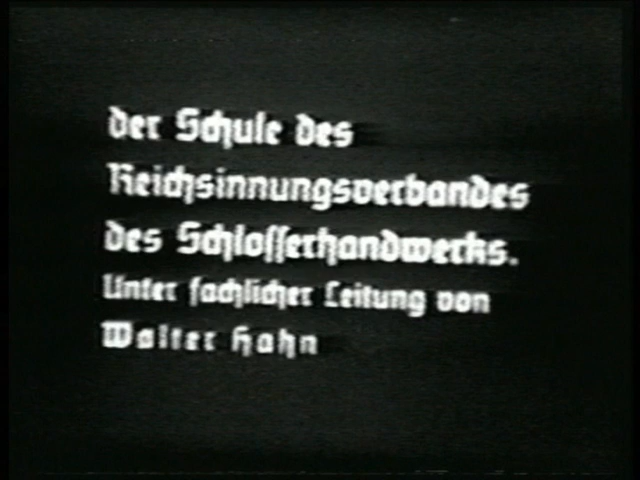 der Schule des
Reichsinnungsverbandes
des Schlosserhandwerks.
Unter fachlicher Leitung von
Walter Hahn